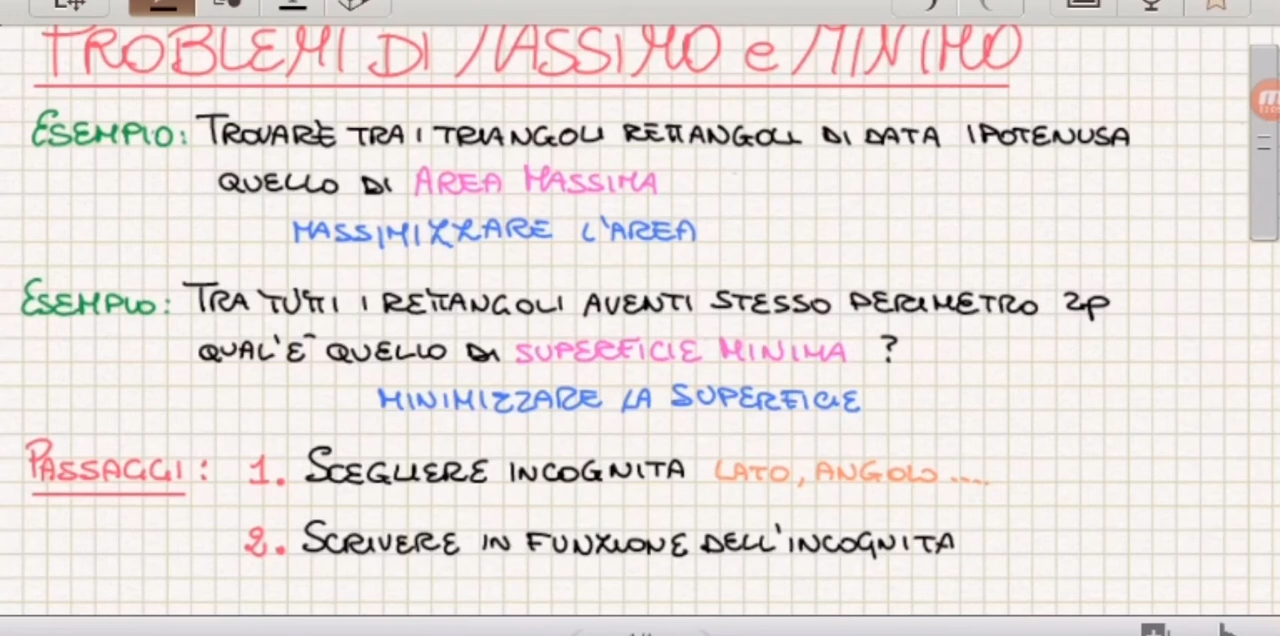 PROBLEMI DI MASSIMO e MINIMO
ESEMPIO: TROVARE TRA I TRIANGOLI RETTANGOLI DI DATA IPOTENUSA
QUELLO DI AREA MASSIMA
MASSIMIZZARE L'AREA
ESEMPIO: TRA TUTTI I RETTANGOLI AVENTI STESSO PERIMETRO 2p
QUAL'È QUELLO DI SUPERFICIE MINIMA ?
MINIMIZZARE LA SUPERFICIE
PASSAGGI: 1. SCEGLIERE INCOGNITA LATO, ANGOLO ....
2. SCRIVERE IN FUNZIONE DELL'INCOGNITA